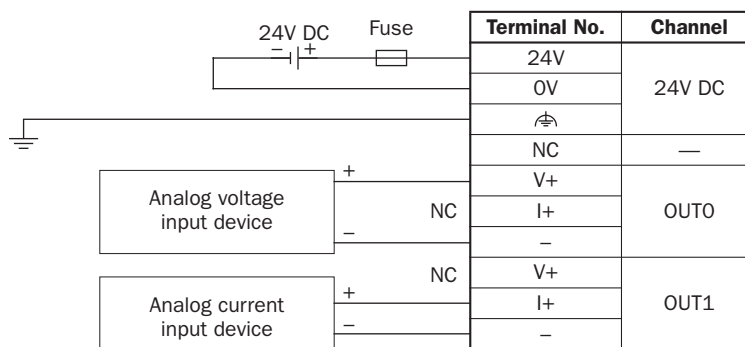 24V DC
– +
Fuse
Terminal No. Channel
24V
0V
24V DC
NC —
+
V+
Analog voltage
input device
NC
I+
OUT0
–
–
NC
V+
+
Analog current
input device
I+
OUT1
–
–